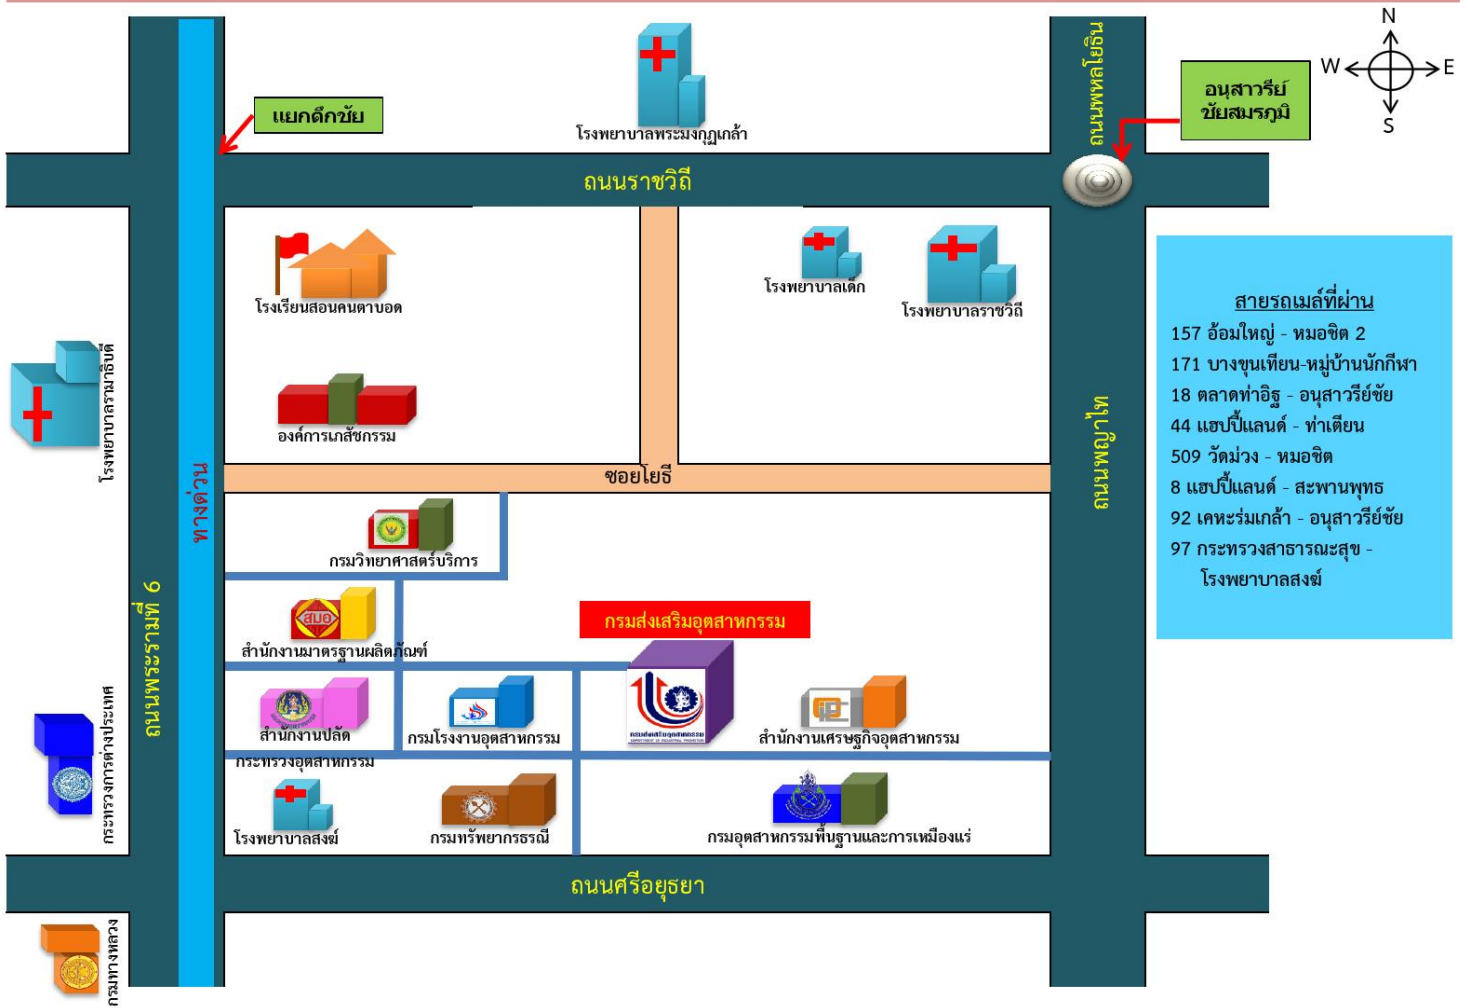 N
W
E
S
แยกตึกชัย
โรงพยาบาลพระมงกุฏเกล้า
ถนนพหลโยธิน
อนุสาวรีย์
ชัยสมรภูมิ
ถนนราชวิถี
โรงเรียนสอนคนตาบอด
โรงพยาบาลเด็ก
โรงพยาบาลราชวิถี
โรงพยาบาลรามาธิบดี
องค์การเภสัชกรรม
ทางด่วน
ซอยโยธี
ถนนพญาไท
สายรถเมล์ที่ผ่าน
157 อ้อมใหญ่ - หมอชิต 2
171 บางขุนเทียน-หมู่บ้านนักกีฬา
18 ตลาดท่าอิฐ - อนุสาวรีย์ชัย
44 แฮปปี้แลนด์ - ท่าเตียน
509 วัดม่วง - หมอชิต
8 แฮปปี้แลนด์ - สะพานพุทธ
92 เคหะร่มเกล้า - อนุสาวรีย์ชัย
97 กระทรวงสาธารณะสุข -
โรงพยาบาลสงฆ์
กรมวิทยาศาสตร์บริการ
ถนนพระรามที่ 6
สมอ
สำนักงานมาตรฐานผลิตภัณฑ์
กรมส่งเสริมอุตสาหกรรม
กรมส่งเสริมอุตสาหกรรม
DEPARTMENT OF INDUSTRIAL PROMOTION
สำนักงานปลัด
กระทรวงอุตสาหกรรม
กรมโรงงานอุตสาหกรรม
สำนักงานเศรษฐกิจอุตสาหกรรม
กระทรวงการต่างประเทศ
โรงพยาบาลสงฆ์
กรมทรัพยากรธรณี
กรมอุตสาหกรรมพื้นฐานและการเหมืองแร่
ถนนศรีอยุธยา
กรมทางหลวง